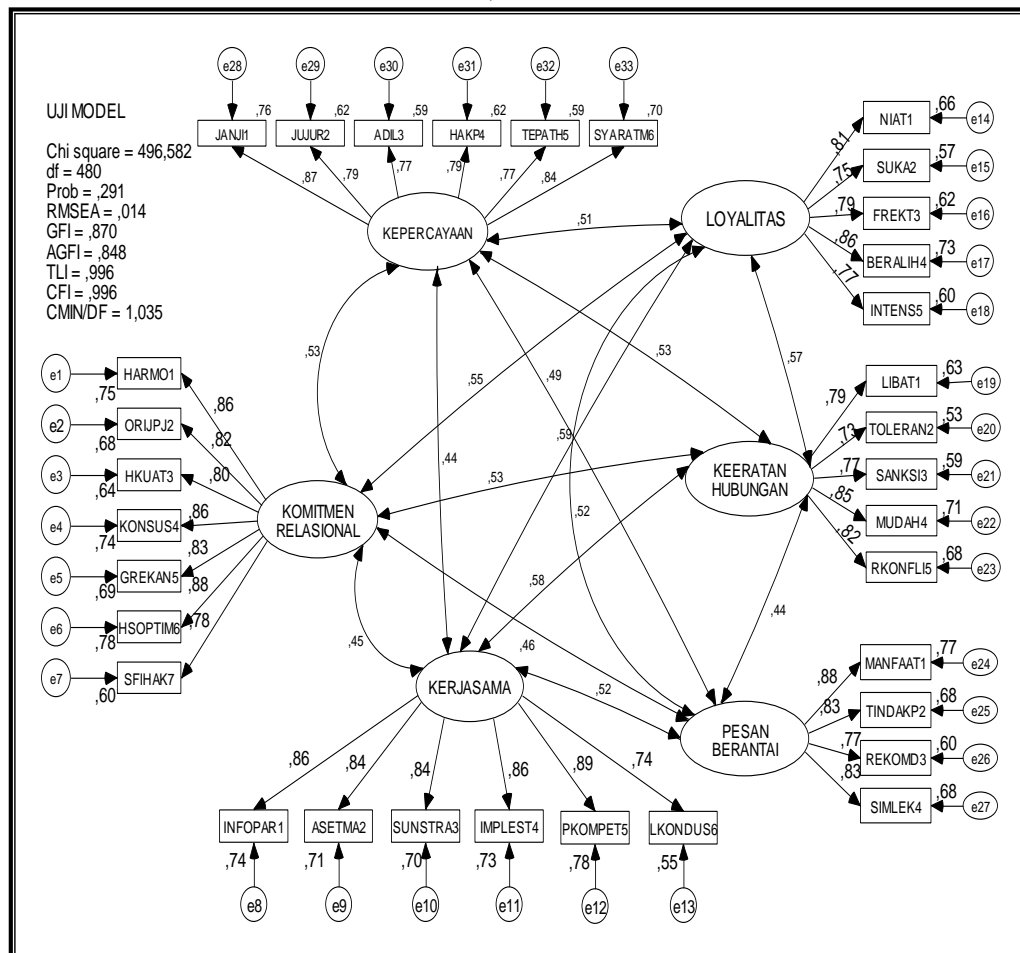 e28 e29 e30 e31 e32 e33
,76 ,62 ,59 ,62 ,59 ,70
JANJI1 JUJUR2 ADIL3 HAKP4 TEPATH5 SYARATM6
,87 ,79 ,77 ,79 ,77 ,84
KEPERCAYAAN
UJI MODEL
Chi square = 496,582
df = 480
Prob = ,291
RMSEA = ,014
GFI = ,870
AGFI = ,848
TLI = ,996
CFI = ,996
CMIN/DF = 1,035
LOYALITAS
,81 NIAT1 ,66 e14
,75 SUKA2 ,57 e15
,79 FREKT3 ,62 e16
,86 BERALIH4 ,73 e17
,77 INTENS5 ,60 e18
,51
,53
,55
,49
,53
,57
,44
,59
,53
,52
,58
,44
,45
,46
,52
e1 HARMO1 ,75 ,86
e2 ORIJPJ2 ,68 ,82
e3 HKUAT3 ,64 ,80
e4 KONSUS4 ,74 ,86
e5 GREKAN5 ,69 ,83
e6 HSOPTIM6 ,78 ,88
e7 SFIHAK7 ,60 ,78
KOMITMEN
RELASIONAL
KEERATAN
HUBUNGAN
,79 LIBAT1 ,63 e19
,73 TOLERAN2 ,53 e20
,77 SANKSI3 ,59 e21
,85 MUDAH4 ,71 e22
,82 RKONFLI5 ,68 e23
KERJASAMA
PESAN
BERANTAI
,88 MANFAAT1 ,77 e24
,83 TINDAKP2 ,68 e25
,77 REKOMD3 ,60 e26
,83 SIMLEK4 ,68 e27
,86 ,84 ,84 ,86 ,89 ,74
INFOPAR1 ASETMA2 SUNSTRA3 IMPLEST4 PKOMPET5 LKONDUS6
,74 ,71 ,70 ,73 ,78 ,55
e8 e9 e10 e11 e12 e13